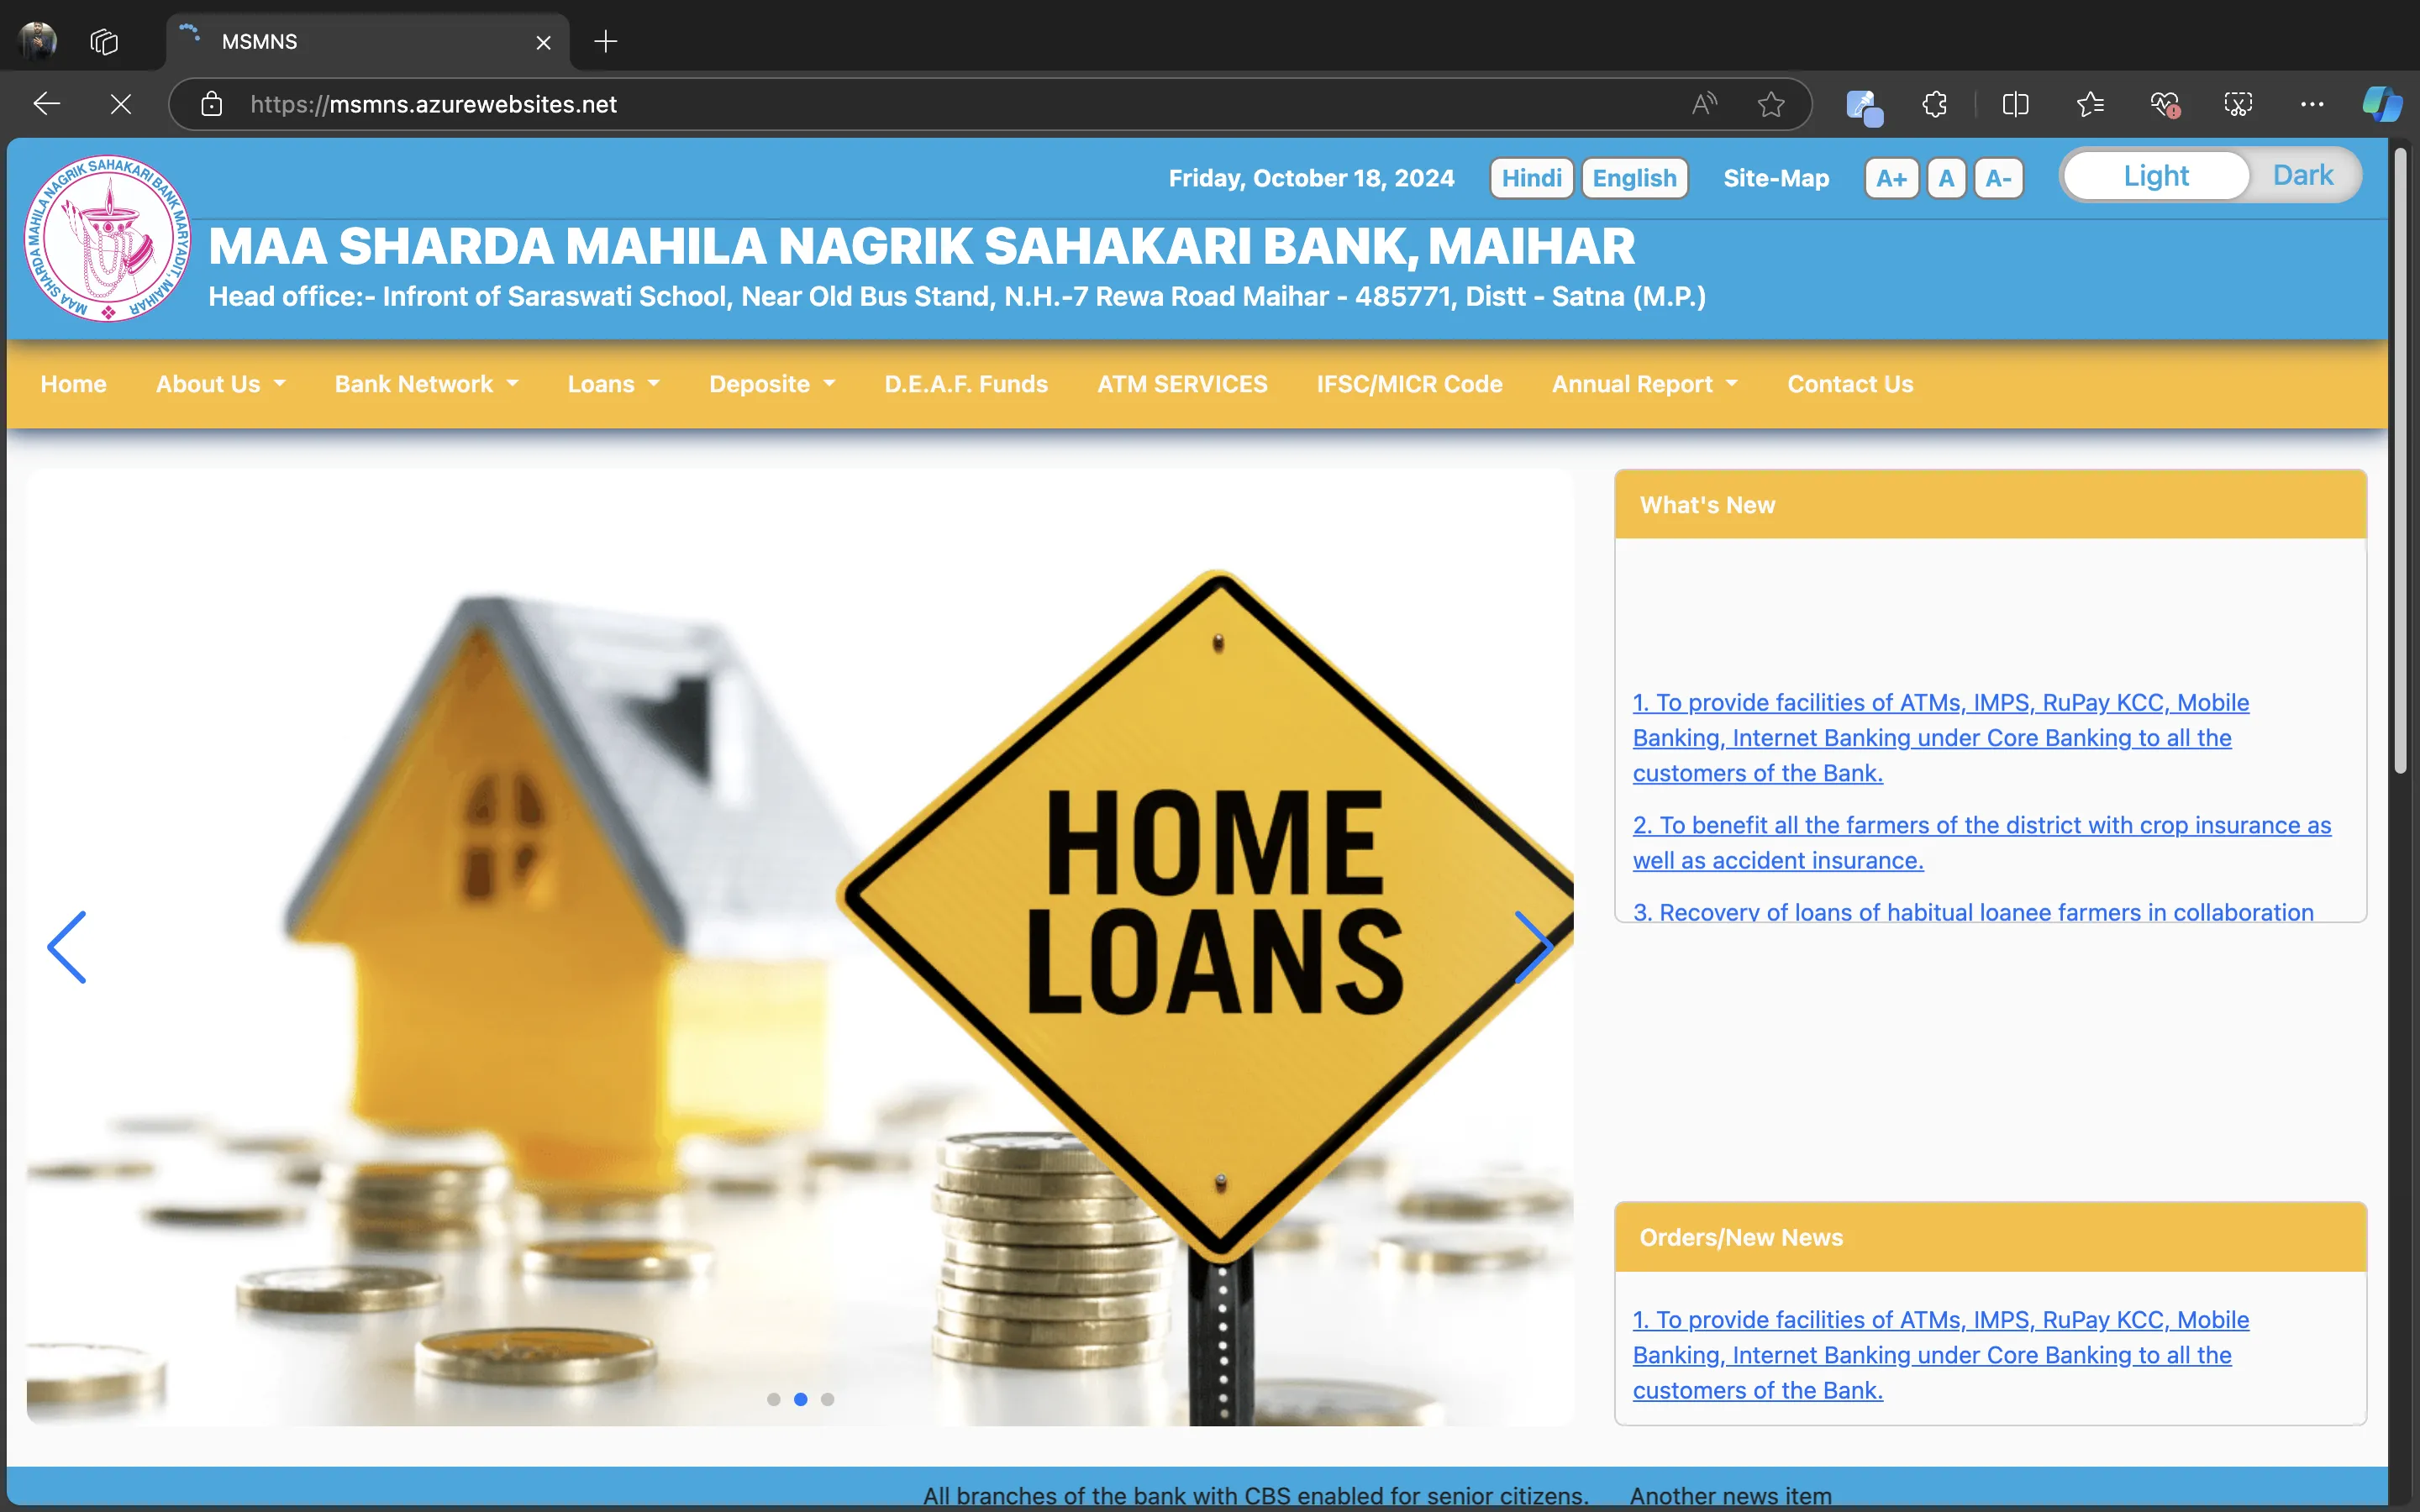 MSMNS
https://msmns.azurewebsites.net
Friday, October 18, 2024 Hindi English Site-Map A+ A A- Light Dark
MAA SHARDA MAHILA NAGRIK SAHAKARI BANK MARYADIT, MAIHAR
MAA SHARDA MAHILA NAGRIK SAHAKARI BANK, MAIHAR
Head office:- Infront of Saraswati School, Near Old Bus Stand, N.H.-7 Rewa Road Maihar - 485771, Distt - Satna (M.P.)
Home About Us Bank Network Loans Deposite D.E.A.F. Funds ATM SERVICES IFSC/MICR Code Annual Report Contact Us
HOME
LOANS
What's New
1. To provide facilities of ATMs, IMPS, RuPay KCC, Mobile
Banking, Internet Banking under Core Banking to all the
customers of the Bank.
2. To benefit all the farmers of the district with crop insurance as
well as accident insurance.
3. Recovery of loans of habitual loanee farmers in collaboration
Orders/New News
1. To provide facilities of ATMs, IMPS, RuPay KCC, Mobile
Banking, Internet Banking under Core Banking to all the
customers of the Bank.
All branches of the bank with CBS enabled for senior citizens. Another news item